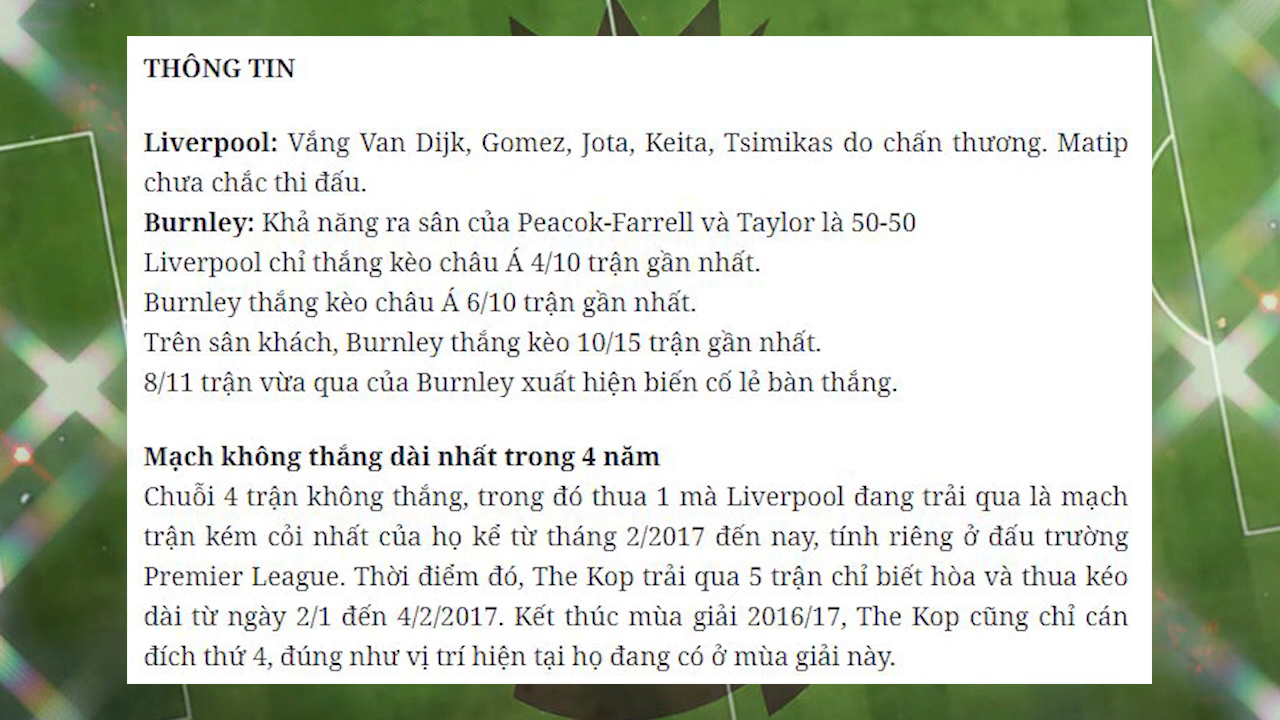 THÔNG TIN
Liverpool: Vắng Van Dijk, Gomez, Jota, Keita, Tsimikas do chấn thương. Matip
chưa chắc thi đấu.
Burnley: Khả năng ra sân của Peacok-Farrell và Taylor là 50-50
Liverpool chỉ thắng kèo châu Á 4/10 trận gần nhất.
Burnley thắng kèo châu Á 6/10 trận gần nhất.
Trên sân khách, Burnley thắng kèo 10/15 trận gần nhất.
8/11 trận vừa qua của Burnley xuất hiện biến cố lẻ bàn thắng.
Mạch không thắng dài nhất trong 4 năm
Chuỗi 4 trận không thắng, trong đó thua 1 mà Liverpool đang trải qua là mạch
trận kém cỏi nhất của họ kể từ tháng 2/2017 đến nay, tính riêng ở đấu trường
Premier League. Thời điểm đó, The Kop trải qua 5 trận chỉ biết hòa và thua kéo
dài từ ngày 2/1 đến 4/2/2017. Kết thúc mùa giải 2016/17, The Kop cũng chỉ cán
đích thứ 4, đúng như vị trí hiện tại họ đang có ở mùa giải này.